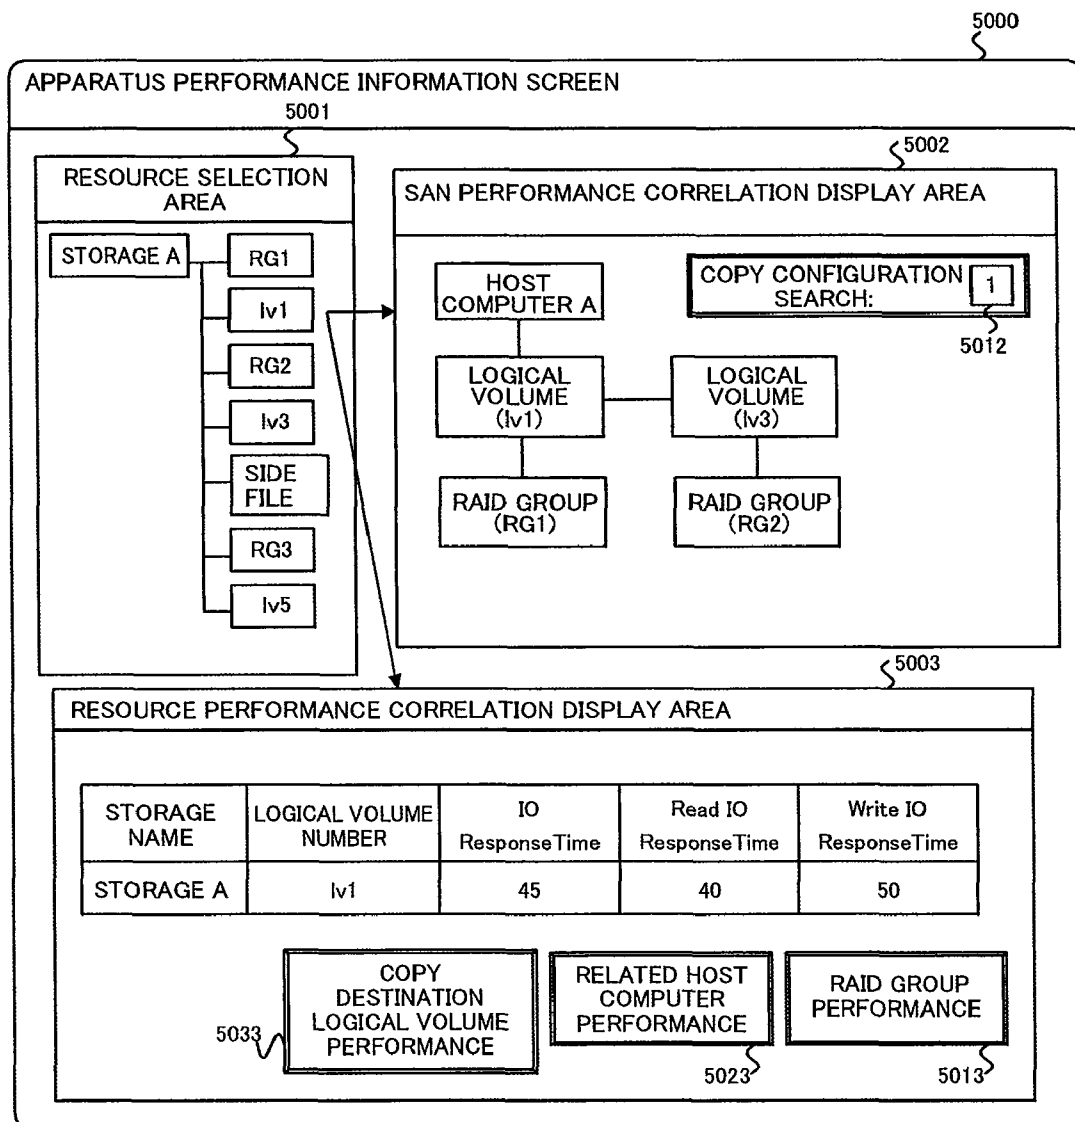 5000
APPARATUS PERFORMANCE INFORMATION SCREEN
5001
RESOURCE SELECTION
AREA
STORAGE A
RG1
lv1
RG2
lv3
SIDE
FILE
RG3
lv5
5002
SAN PERFORMANCE CORRELATION DISPLAY AREA
HOST
COMPUTER A
COPY CONFIGURATION
SEARCH:
1
5012
LOGICAL
VOLUME
(lv1)
LOGICAL
VOLUME
(lv3)
RAID GROUP
(RG1)
RAID GROUP
(RG2)
5003
RESOURCE PERFORMANCE CORRELATION DISPLAY AREA
STORAGE
NAME
LOGICAL VOLUME
NUMBER
IO
ResponseTime
Read IO
ResponseTime
Write IO
ResponseTime
STORAGE A
lv1
45
40
50
COPY
DESTINATION
LOGICAL VOLUME
PERFORMANCE
5033
RELATED HOST
COMPUTER
PERFORMANCE
5023
RAID GROUP
PERFORMANCE
5013